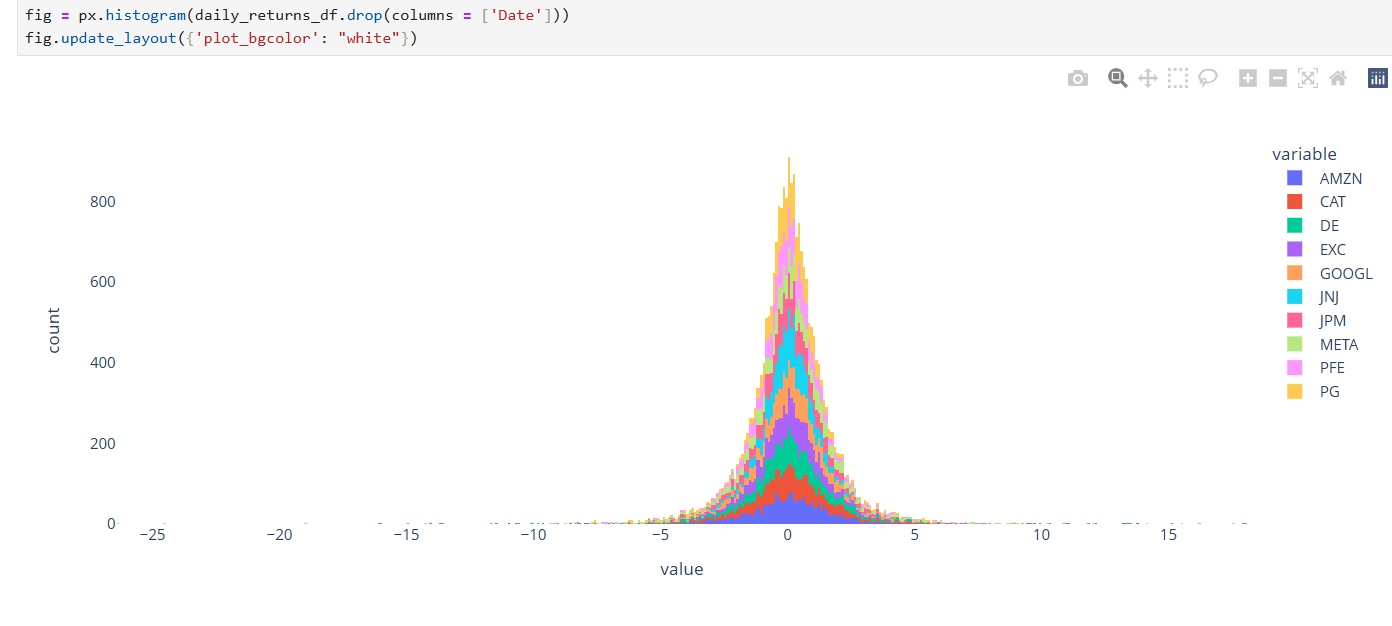 fig = px.histogram(daily_returns_df.drop(columns = ['Date']))
fig.update_layout({'plot_bgcolor': "white"})
variable
AMZN
CAT
DE
EXC
GOOGL
JNJ
JPM
META
PFE
PG
800
600
400
200
0
count
−25 −20 −15 −10 −5 0 5 10 15
value